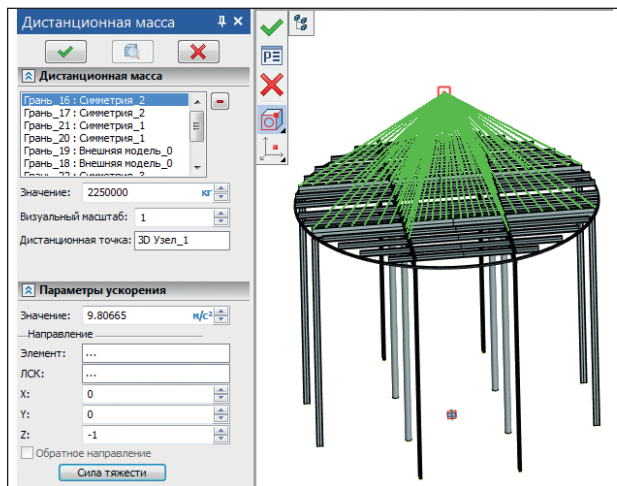 Дистанционная масса
Дистанционная масса
Грань_16 : Симметрия_2
Грань_17 : Симметрия_2
Грань_21 : Симметрия_1
Грань_20 : Симметрия_1
Грань_19 : Внешняя модель_0
Грань_18 : Внешняя модель_0
Грань_22 : Симметрия_3
Значение: 2250000 кг
Визуальный масштаб: 1
Дистанционная точка: 3D Узел_1
Параметры ускорения
Значение: 9.80665 м/с²
Направление
Элемент: ...
ЛСК: ...
X: 0
Y: 0
Z: -1
Обратное направление
Сила тяжести